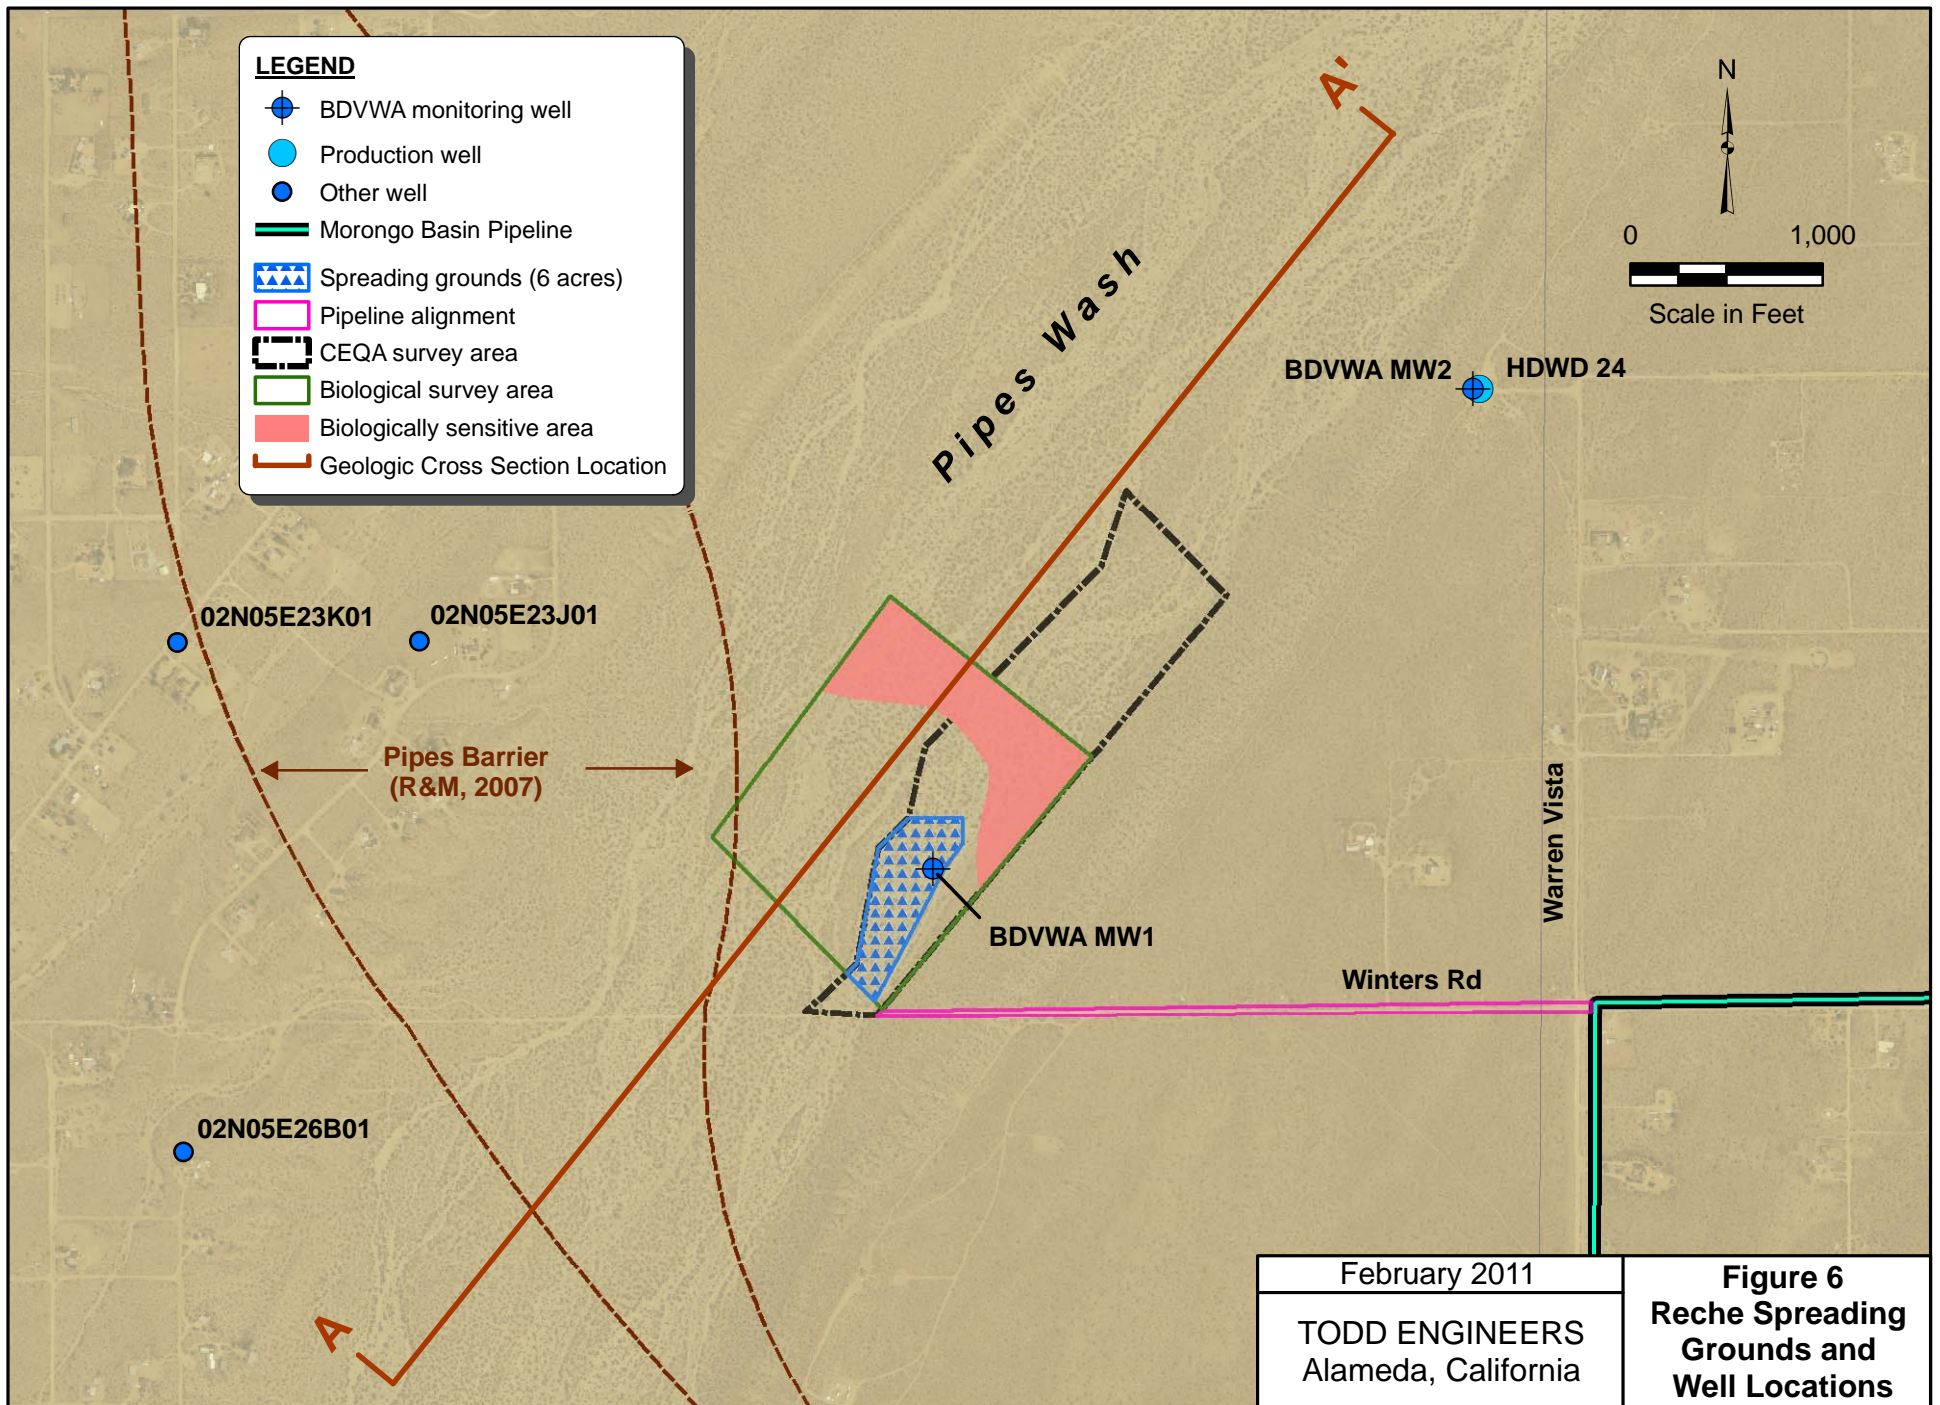 LEGEND
BDVWA monitoring well
Production well
Other well
Morongo Basin Pipeline
Spreading grounds (6 acres)
Pipeline alignment
CEQA survey area
Biological survey area
Biologically sensitive area
Geologic Cross Section Location
A'
N
0 1,000
Scale in Feet
Pipes Wash
BDVWA MW2
HDWD 24
02N05E23K01
02N05E23J01
Pipes Barrier
(R&M, 2007)
Warren Vista
BDVWA MW1
Winters Rd
02N05E26B01
A
February 2011
TODD ENGINEERS
Alameda, California
Figure 6
Reche Spreading
Grounds and
Well Locations